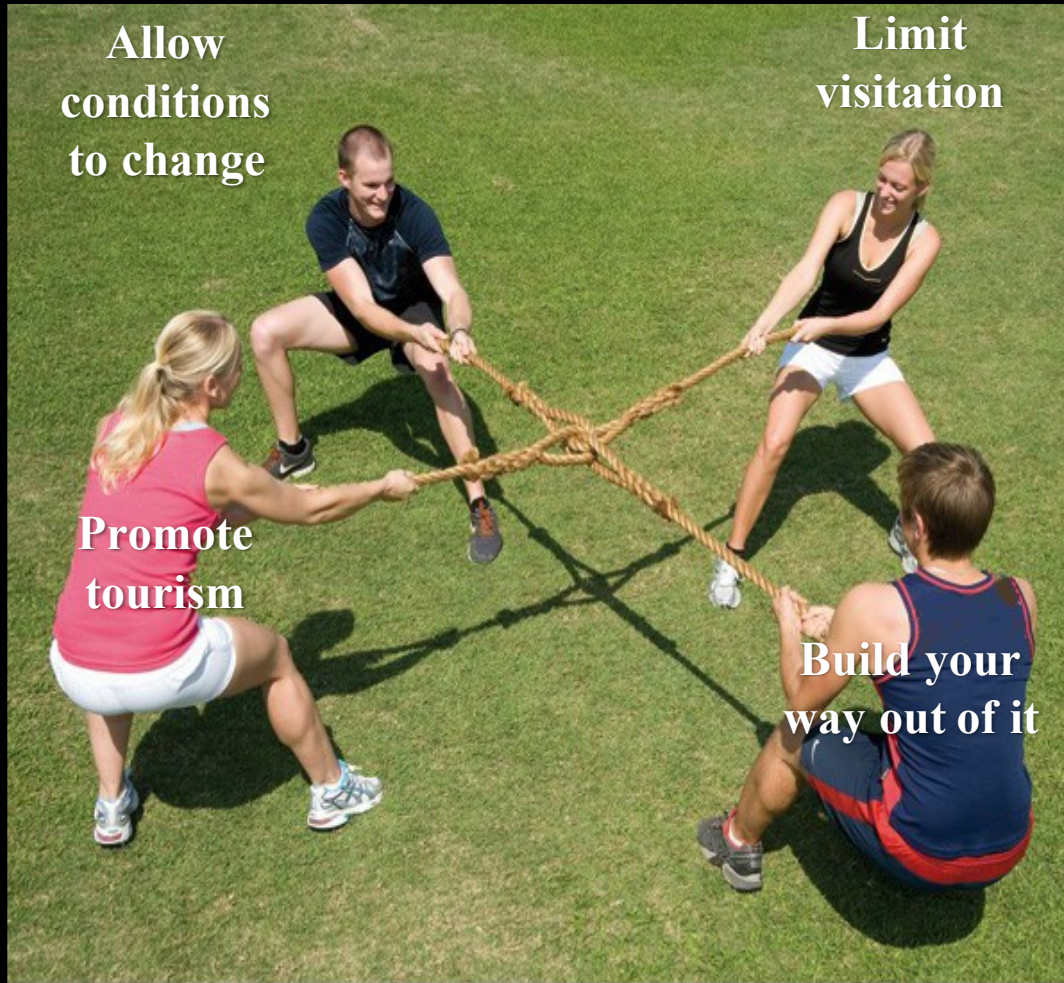 Allow
conditions
to change
Limit
visitation
Promote
tourism
Build your
way out of it